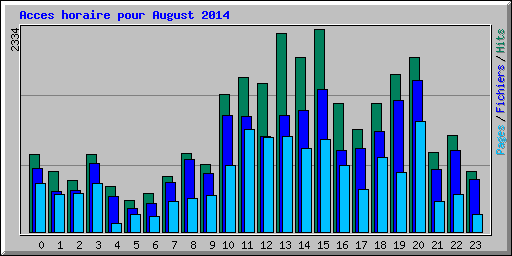 Acces horaire pour August 2014
2334
Pages / Fichiers / Hits
0 1 2 3 4 5 6 7 8 9 10 11 12 13 14 15 16 17 18 19 20 21 22 23